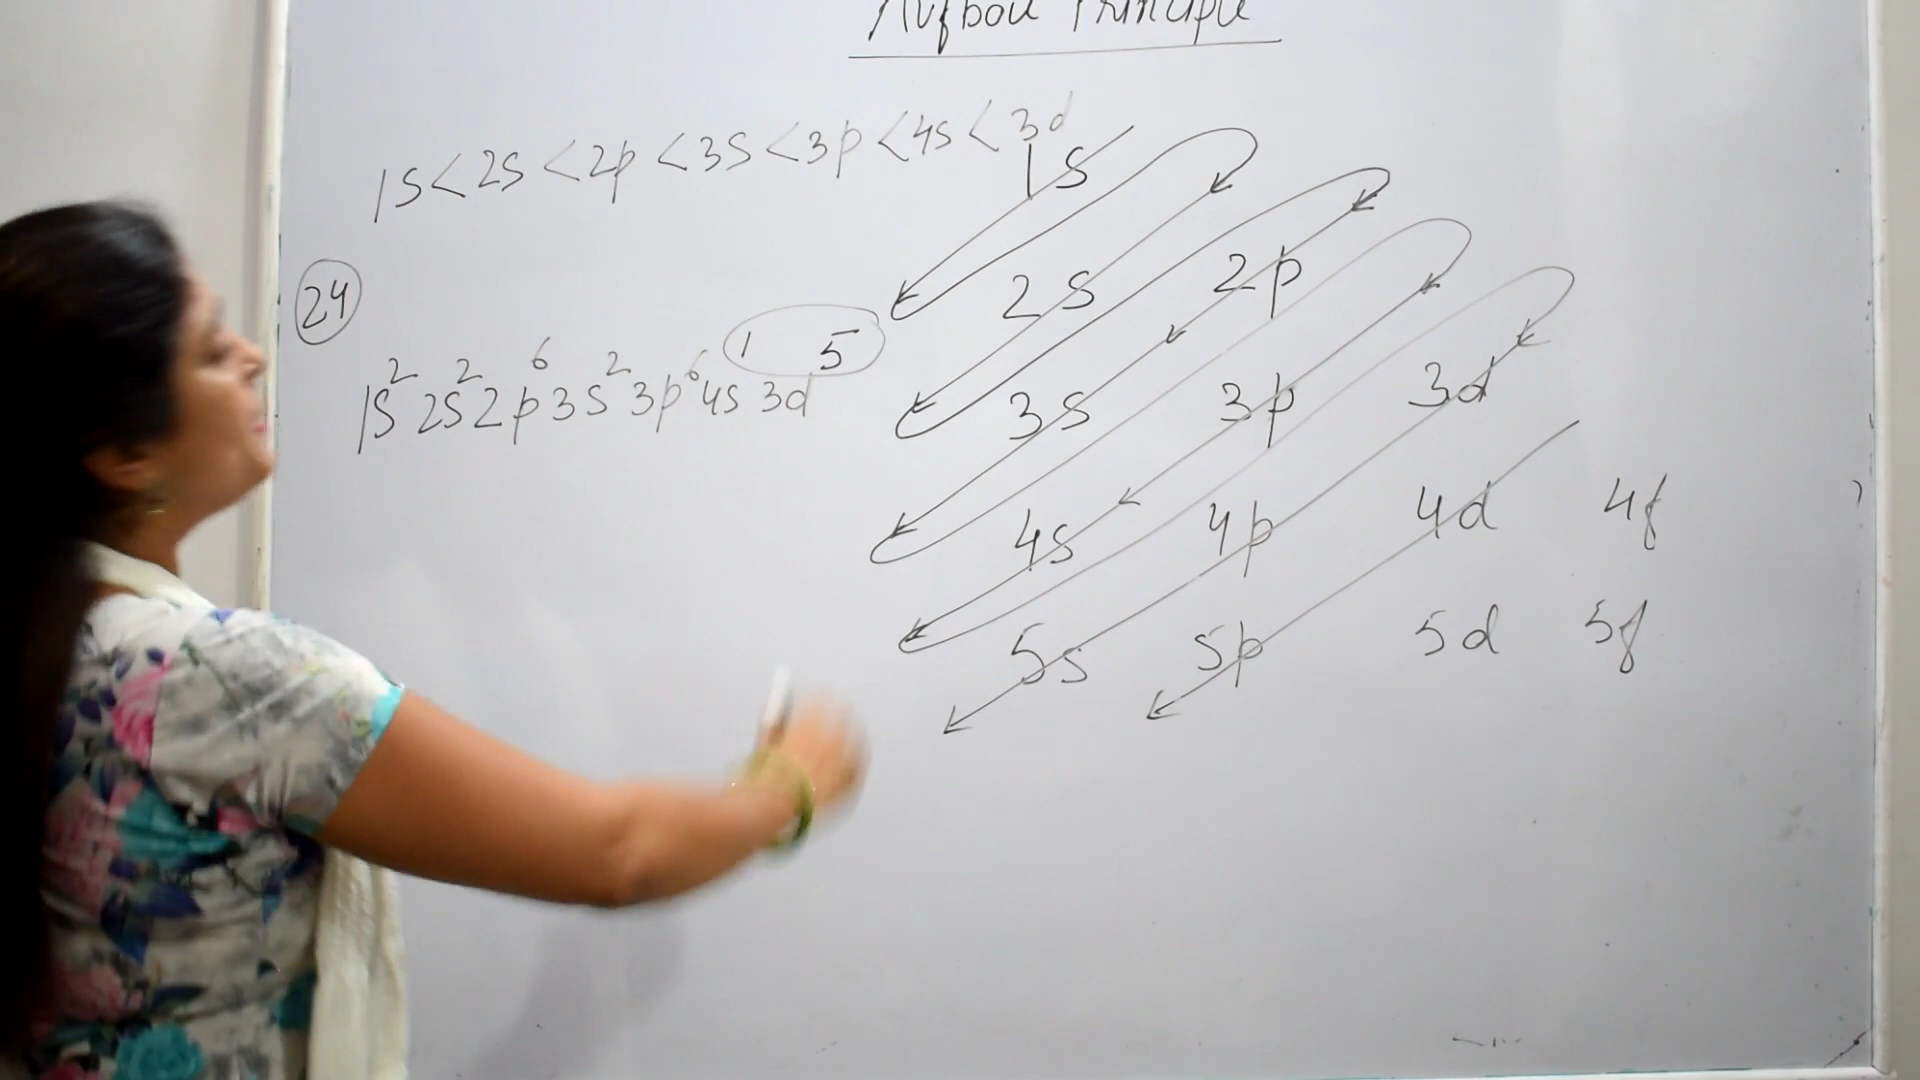 Aufbau Principle
1s < 2s < 2p < 3s < 3p < 4s < 3d
24
1s² 2s² 2p⁶ 3s² 3p⁶ 4s¹ 3d⁵
1s
2s 2p
3s 3p 3d
4s 4p 4d 4f
5s 5p 5d 5f